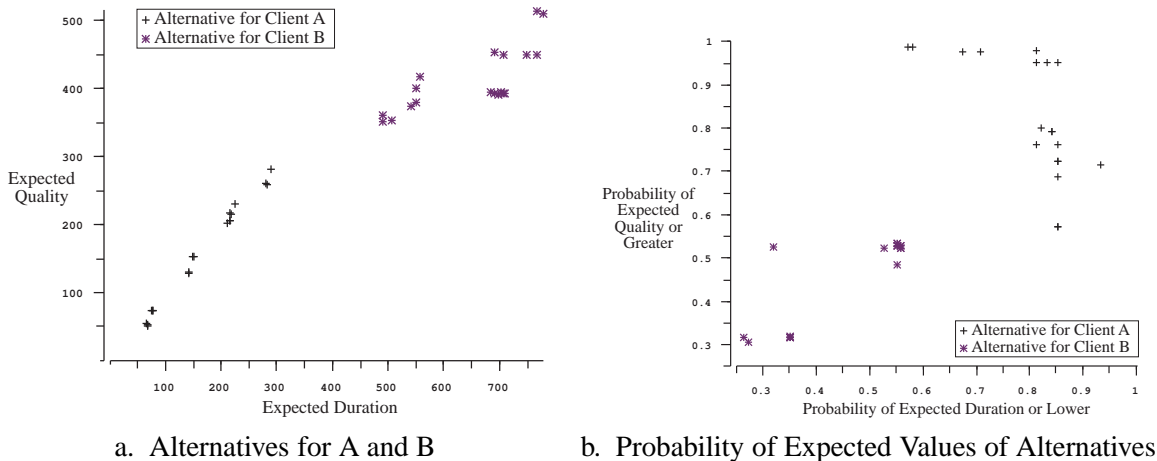 500
400
300
200
100
Expected
Quality
+ Alternative for Client A
✳ Alternative for Client B
100 200 300 400 500 600 700
Expected Duration
a. Alternatives for A and B
1
0.9
0.8
0.7
0.6
0.5
0.4
0.3
Probability of
Expected
Quality or
Greater
+ Alternative for Client A
✳ Alternative for Client B
0.3 0.4 0.5 0.6 0.7 0.8 0.9 1
Probability of Expected Duration or Lower
b. Probability of Expected Values of Alternatives